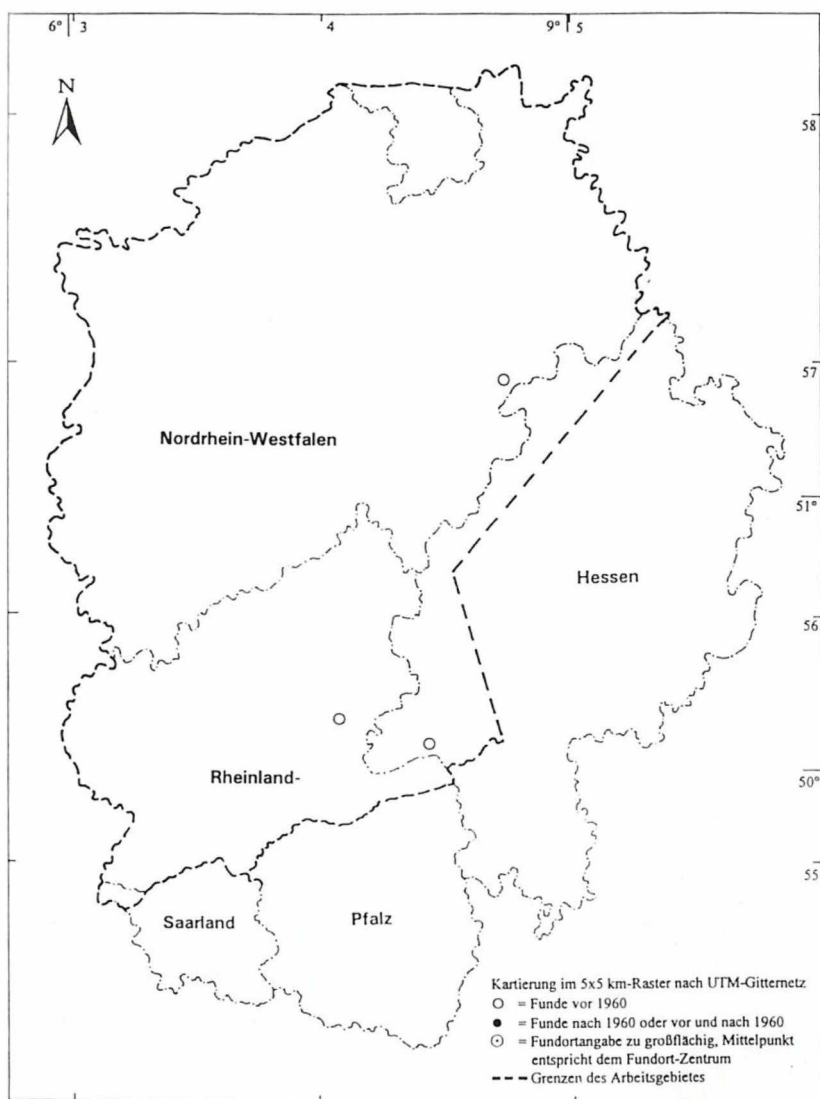 6° 3 4 9° 5
N
58
57
Nordrhein-Westfalen
51°
Hessen
56
Rheinland-
50°
55
Saarland
Pfalz
Kartierung im 5x5 km-Raster nach UTM-Gitternetz
○ = Funde vor 1960
● = Funde nach 1960 oder vor und nach 1960
⊙ = Fundortangabe zu großflächig, Mittelpunkt
entspricht dem Fundort-Zentrum
Grenzen des Arbeitsgebietes